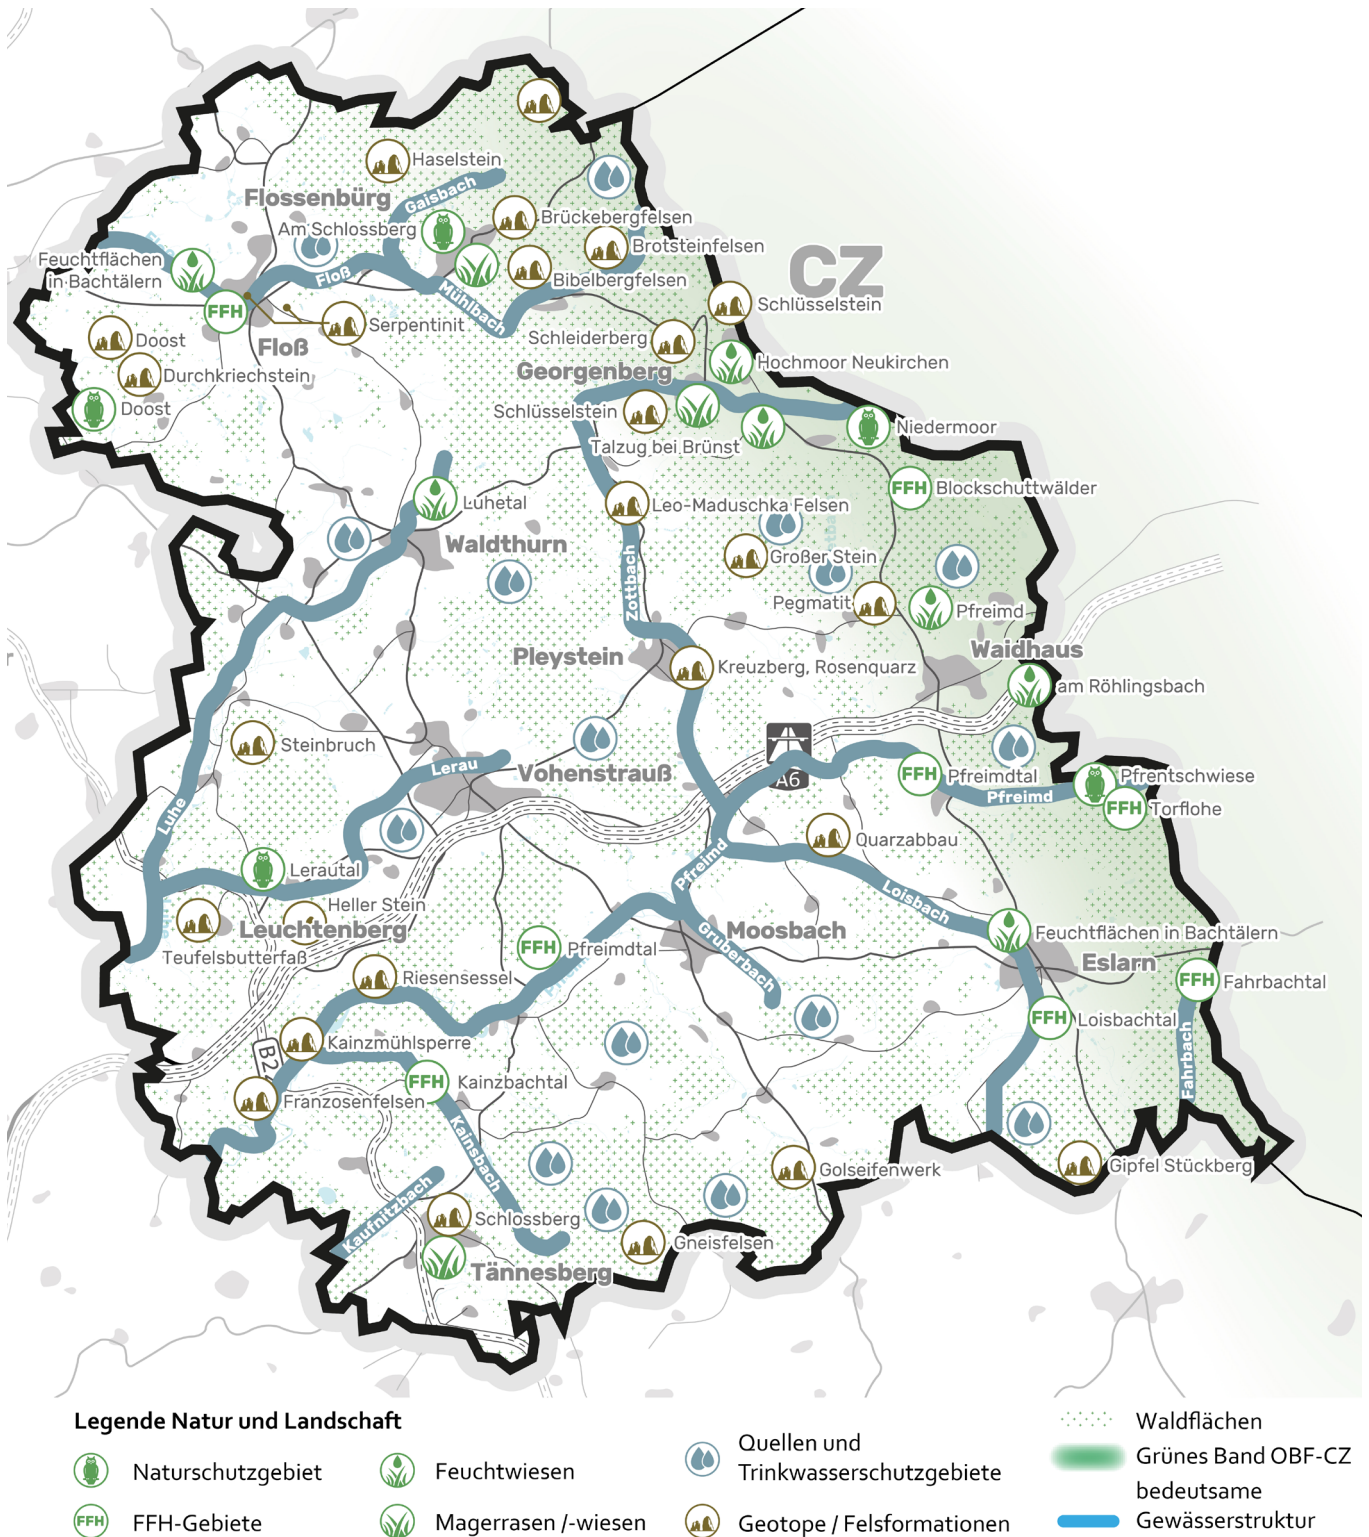 Haselstein
Flossenbürg
Gaisbach
Am Schlossberg
Brückebergfelsen
Brotsteinfelsen
Feuchtflächen
in Bachtälern
Floß
Bibelbergfelsen
Mühlbach
CZ
Schlüsselstein
FFH
Serpentinit
Floß
Doost
Durchkriechstein
Doost
Schleiderberg
Hochmoor Neukirchen
Georgenberg
Schlüsselstein
Talzug bei Brünst
Niedermoor
FFH
Blockschuttwälder
Luhetal
Leo-Maduschka Felsen
Waldthurn
Großer Stein
Zottbach
Pegmatit
Pfreimd
Pleystein
Kreuzberg, Rosenquarz
Waidhaus
am Röhlingsbach
Steinbruch
Lerau
Vohenstrauß
A6
FFH
Pfreimdtal
Pfreimd
Pfrentschwiese
FFH
Torflohe
Luhe
Quarzabbau
Lerautal
Pfreimd
Loisbach
Heller Stein
Leuchtenberg
Teufelsbutterfaß
FFH
Pfreimdtal
Gruberbach
Moosbach
Feuchtflächen in Bachtälern
Eslarn
FFH
Fahrbachtal
Riesensessel
FFH
Loisbachtal
Fahrbach
Kainzmühlsperre
B2
FFH
Kainzbachtal
Franzosenfelsen
Kainsbach
Golseifenwerk
Gipfel Stückberg
Kaufnitzbach
Schlossberg
Gneisfelsen
Tännesberg
Legende Natur und Landschaft
Naturschutzgebiet
FFH
FFH-Gebiete
Feuchtwiesen
Magerrasen /-wiesen
Quellen und
Trinkwasserschutzgebiete
Geotope / Felsformationen
Waldflächen
Grünes Band OBF-CZ
bedeutsame
Gewässerstruktur